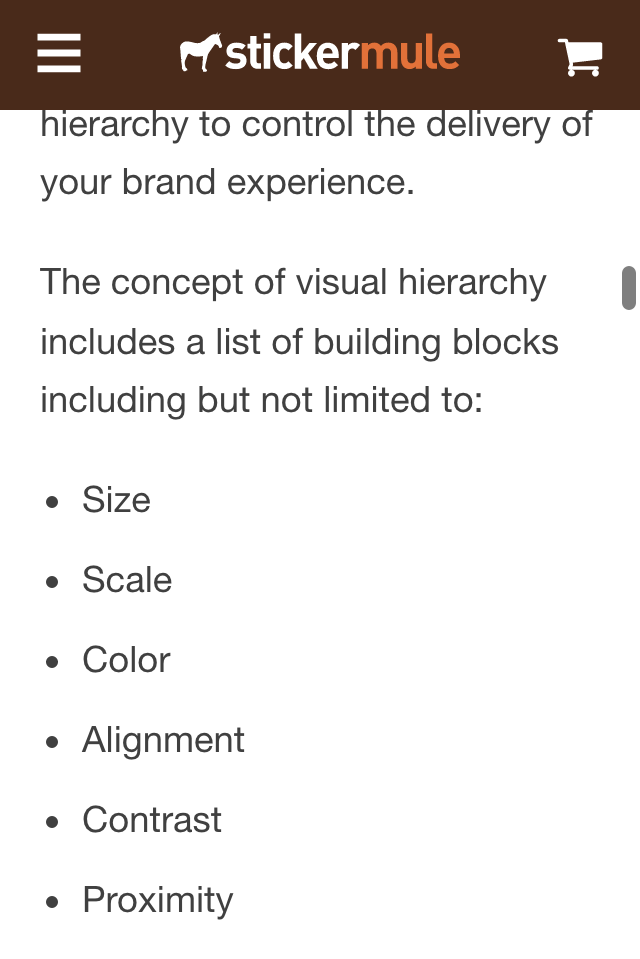 stickermule
hierarchy to control the delivery of
your brand experience.
The concept of visual hierarchy
includes a list of building blocks
including but not limited to:
• Size
• Scale
• Color
• Alignment
• Contrast
• Proximity